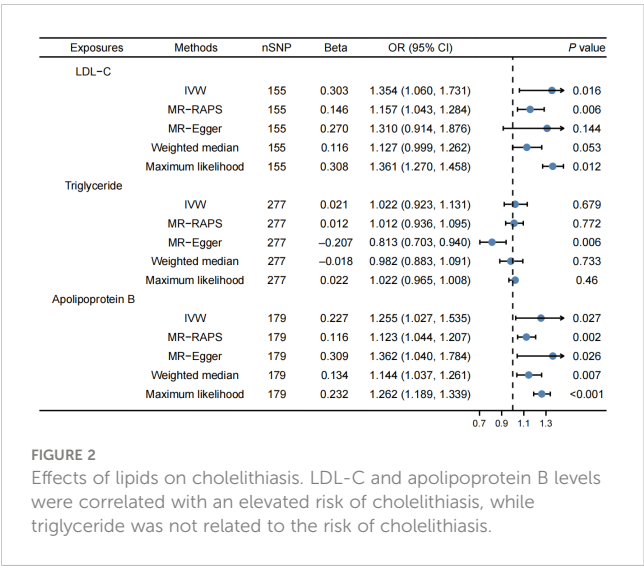 Exposures Methods nSNP Beta OR (95% CI) P value
LDL−C
IVW 155 0.303 1.354 (1.060, 1.731) 0.016
MR−RAPS 155 0.146 1.157 (1.043, 1.284) 0.006
MR−Egger 155 0.270 1.310 (0.914, 1.876) 0.144
Weighted median 155 0.116 1.127 (0.999, 1.262) 0.053
Maximum likelihood 155 0.308 1.361 (1.270, 1.458) 0.012
Triglyceride
IVW 277 0.021 1.022 (0.923, 1.131) 0.679
MR−RAPS 277 0.012 1.012 (0.936, 1.095) 0.772
MR−Egger 277 −0.207 0.813 (0.703, 0.940) 0.006
Weighted median 277 −0.018 0.982 (0.883, 1.091) 0.733
Maximum likelihood 277 0.022 1.022 (0.965, 1.008) 0.46
Apolipoprotein B
IVW 179 0.227 1.255 (1.027, 1.535) 0.027
MR−RAPS 179 0.116 1.123 (1.044, 1.207) 0.002
MR−Egger 179 0.309 1.362 (1.040, 1.784) 0.026
Weighted median 179 0.134 1.144 (1.037, 1.261) 0.007
Maximum likelihood 179 0.232 1.262 (1.189, 1.339) <0.001
0.7 0.9 1.1 1.3
FIGURE 2
Effects of lipids on cholelithiasis. LDL-C and apolipoprotein B levels
were correlated with an elevated risk of cholelithiasis, while
triglyceride was not related to the risk of cholelithiasis.